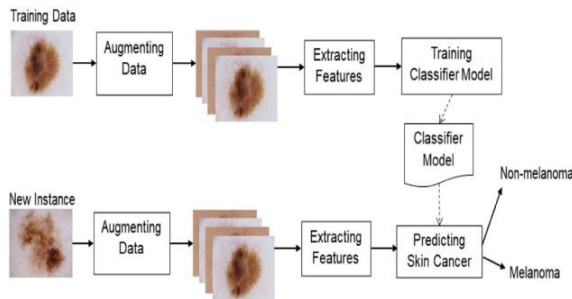 Training Data
Augmenting
Data
Extracting
Features
Training
Classifier Model
Classifier
Model
Non-melanoma
New Instance
Augmenting
Data
Extracting
Features
Predicting
Skin Cancer
Melanoma